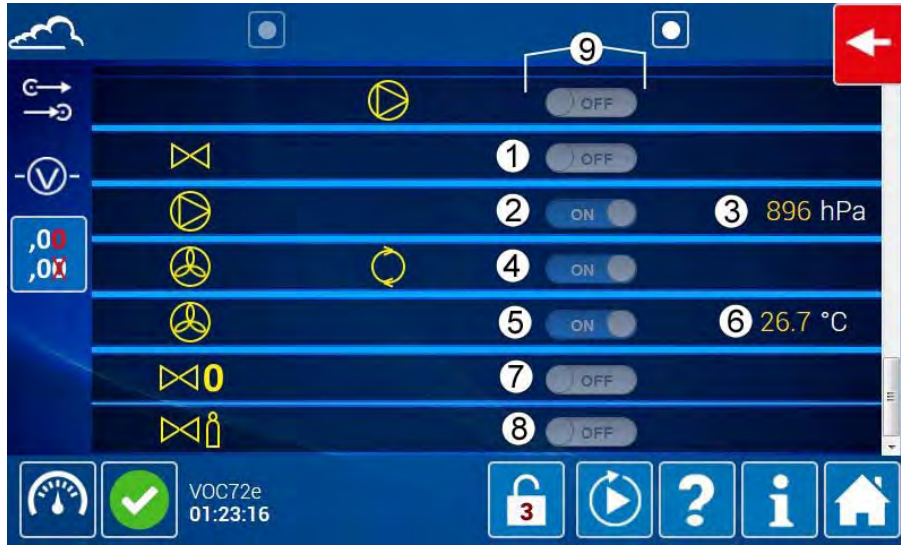 9
OFF
1 OFF
-V-
2 ON 3 896 hPa
,00
,00
4 ON
5 ON 6 26.7 °C
0 7 OFF
8 OFF
VOC72e
01:23:16
3
?
i